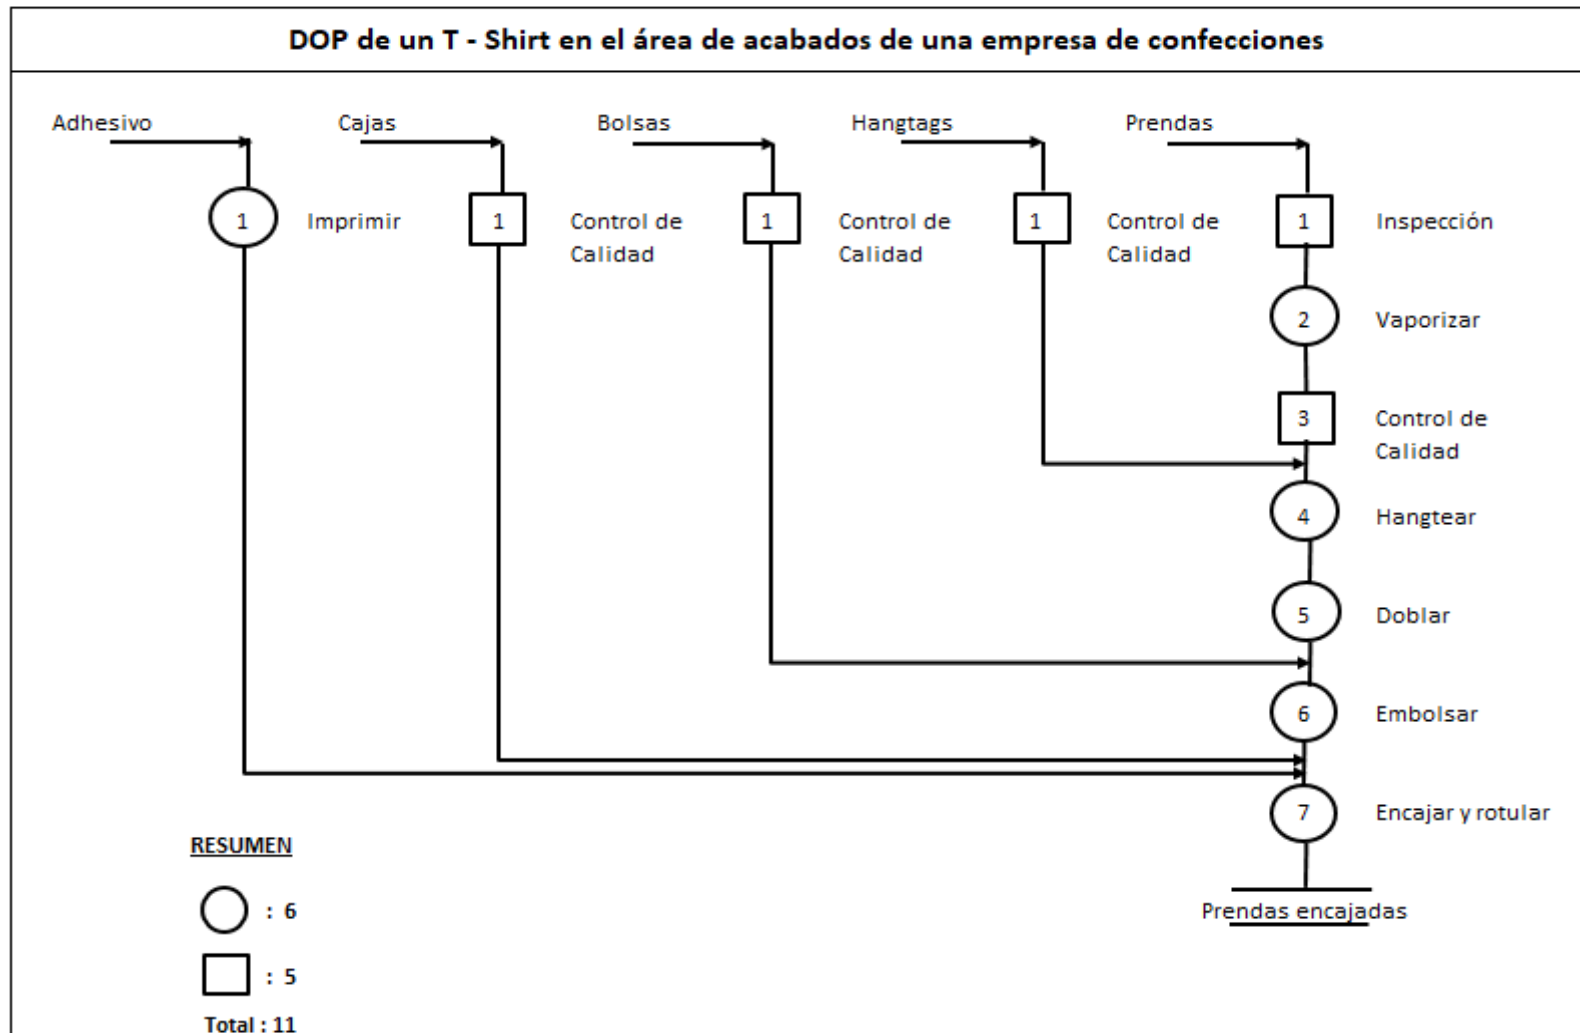 DOP de un T - Shirt en el área de acabados de una empresa de confecciones
Adhesivo
Cajas
Bolsas
Hangtags
Prendas
1
Imprimir
1
Control de
Calidad
1
Control de
Calidad
1
Control de
Calidad
1
Inspección
2
Vaporizar
3
Control de
Calidad
4
Hangtear
5
Doblar
6
Embolsar
7
Encajar y rotular
Prendas encajadas
RESUMEN
: 6
: 5
Total : 11